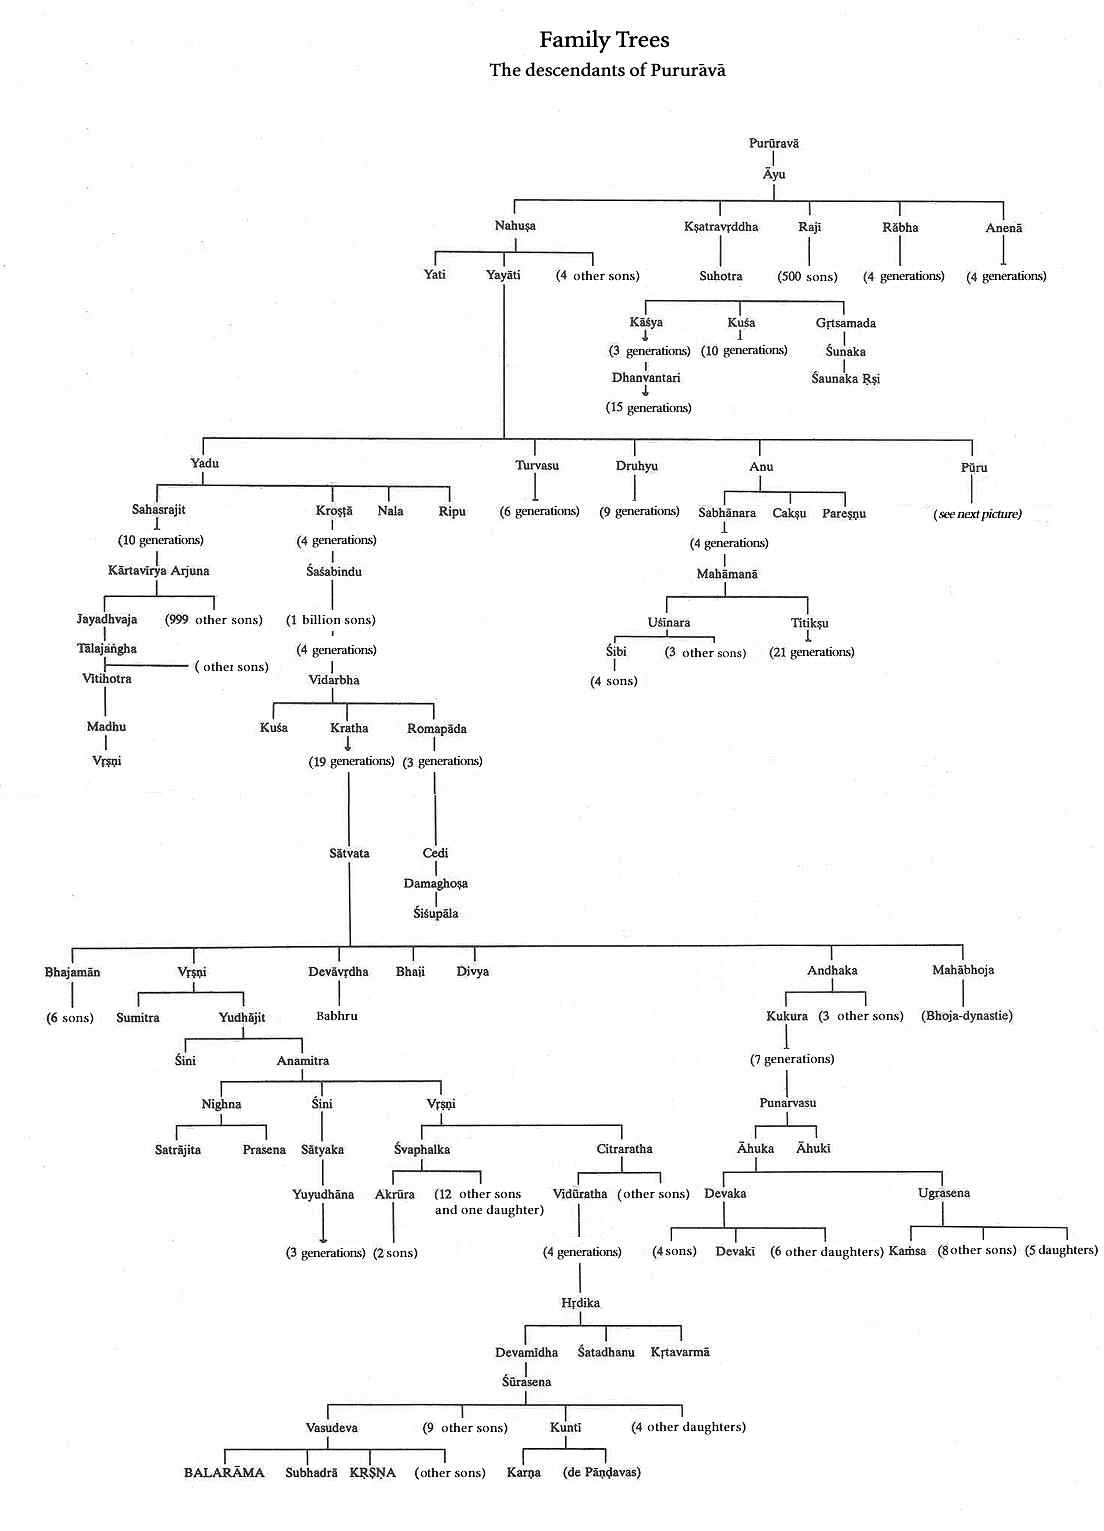 Family Trees
The descendants of Pururāvā
Purūravā
Āyu
Nahuṣa Kṣatravṛddha Raji Rābha Anenā
Yati Yayāti (4 other sons) Suhotra (500 sons) (4 generations) (4 generations)
Kāśya Kuśa Gṛtsamada
(3 generations) (10 generations) Śunaka
Dhanvantari Śaunaka Ṛṣi
(15 generations)
Yadu Turvasu Druhyu Anu Pūru
Sahasrajit Kroṣṭā Nala Ripu (6 generations) (9 generations) Sabhānara Cakṣu Pareṣṇu (see next picture)
(10 generations) (4 generations) (4 generations)
Kārtavīrya Arjuna Śaśabindu Mahāmanā
Jayadhvaja (999 other sons) (1 billion sons) Uśīnara Titikṣu
Tālajaṅgha (4 generations) Śibi (3 other sons) (21 generations)
( other sons)
Vītihotra Vidarbha (4 sons)
Madhu Kuśa Kratha Romapāda
Vṛṣṇi (19 generations) (3 generations)
Sātvata Cedi
Damaghoṣa
Śiśupāla
Bhajamān Vṛṣṇi Devāvṛdha Bhaji Divya Andhaka Mahābhoja
(6 sons) Sumitra Yudhājit Babhru Kukura (3 other sons) (Bhoja-dynastie)
Śini Anamitra (7 generations)
Nighna Śini Vṛṣṇi Punarvasu
Satrājita Prasena Sātyaka Śvaphalka Citraratha Āhuka Āhukī
Yuyudhāna Akrūra (12 other sons Vidūratha (other sons) Devaka Ugrasena
and one daughter)
(3 generations) (2 sons) (4 generations) (4 sons) Devakī (6 other daughters) Kaṁsa (8 other sons) (5 daughters)
Hṛdika
Devamīdha Śatadhanu Kṛtavarmā
Śūrasena
Vasudeva (9 other sons) Kuntī (4 other daughters)
BALARĀMA Subhadrā KṚṢṆA (other sons) Karṇa (de Pāṇḍavas)